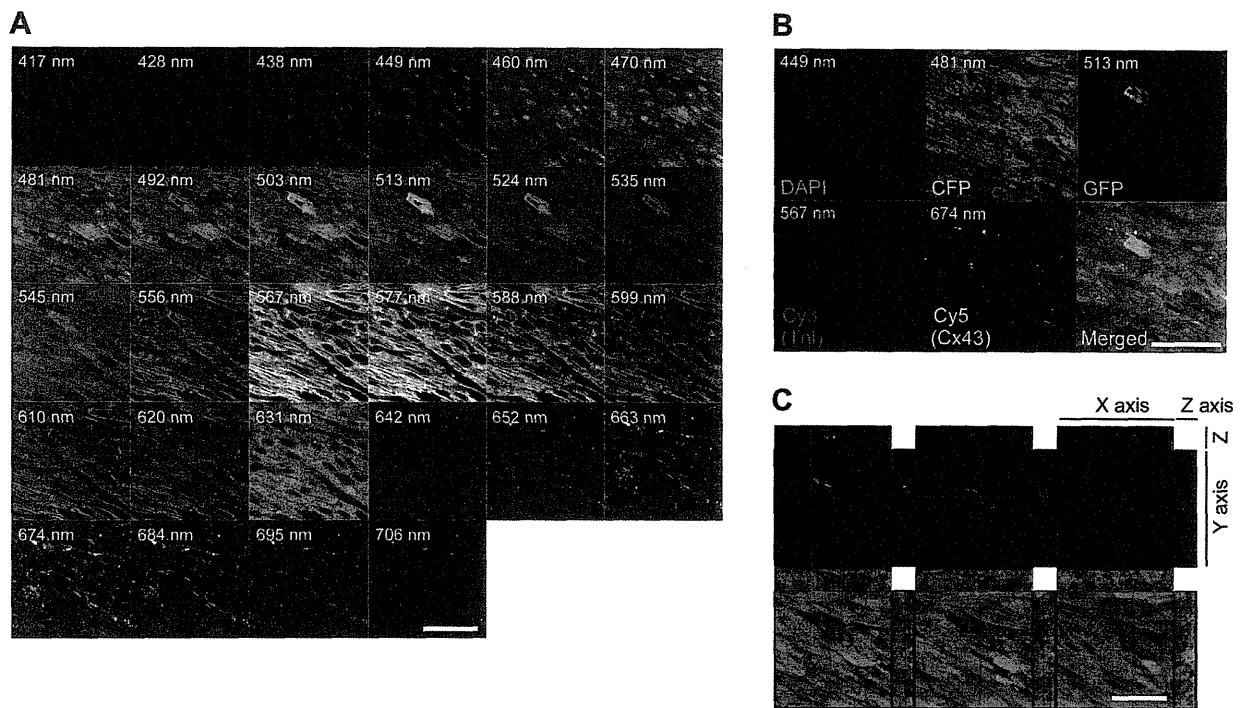 A
417 nm 428 nm 438 nm 449 nm 460 nm 470 nm
481 nm 492 nm 503 nm 513 nm 524 nm 535 nm
545 nm 556 nm 567 nm 577 nm 588 nm 599 nm
610 nm 620 nm 631 nm 642 nm 652 nm 663 nm
674 nm 684 nm 695 nm 706 nm
B
449 nm 481 nm 513 nm
DAPI CFP GFP
567 nm 674 nm
Cy3 Cy5
(TnI) (Cx43) Merged
C
X axis Z axis
Z
Y axis